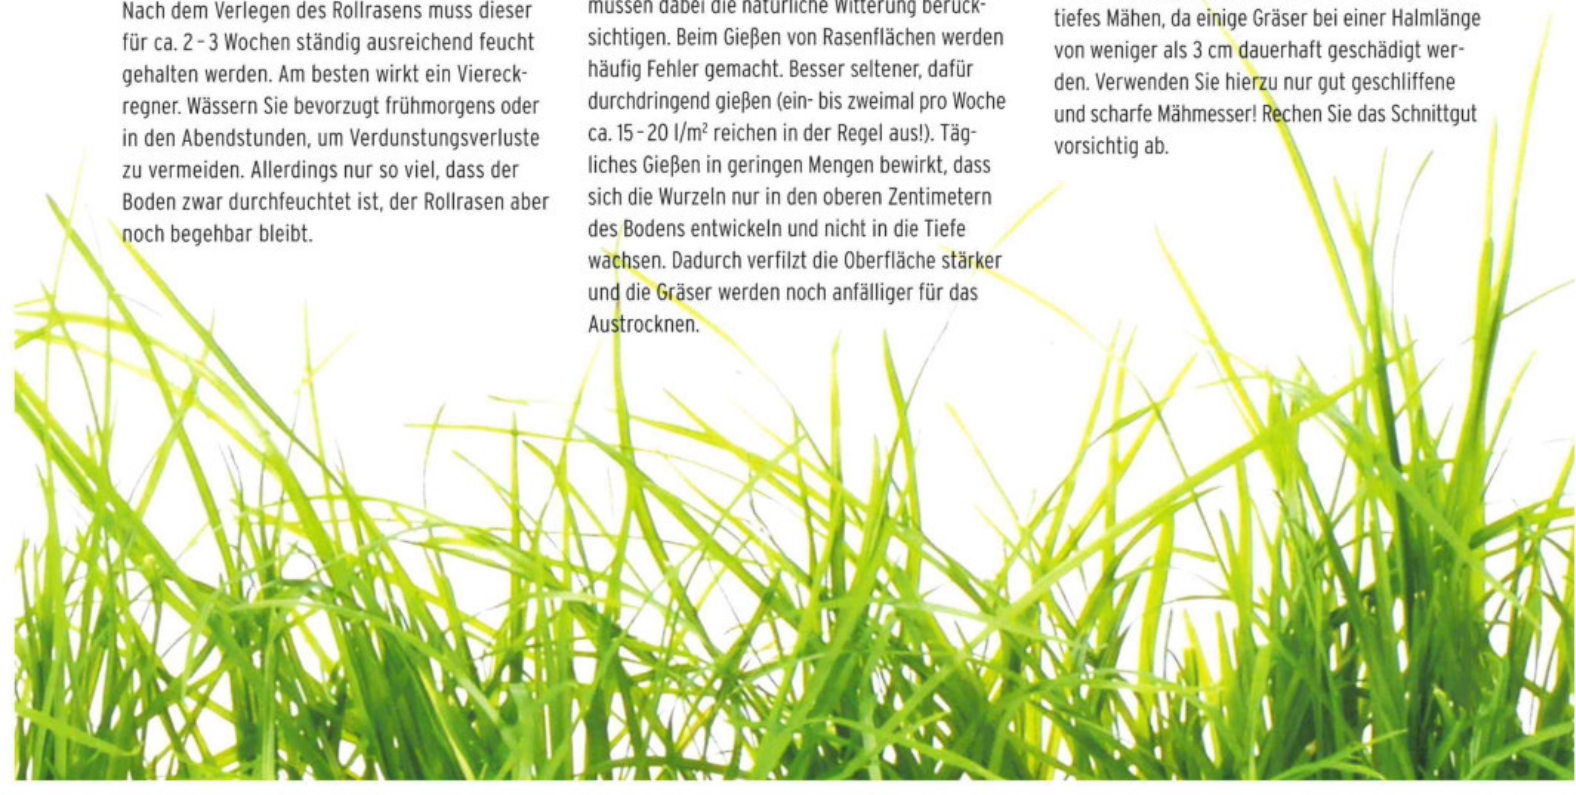 Nach dem Verlegen des Rollrasens muss dieser
für ca. 2 - 3 Wochen ständig ausreichend feucht
gehalten werden. Am besten wirkt ein Viereck-
regner. Wässern Sie bevorzugt frühmorgens oder
in den Abendstunden, um Verdunstungsverluste
zu vermeiden. Allerdings nur so viel, dass der
Boden zwar durchfeuchtet ist, der Rollrasen aber
noch begehbar bleibt.
müssen dabei die natürliche Witterung berück-
sichtigen. Beim Gießen von Rasenflächen werden
häufig Fehler gemacht. Besser seltener, dafür
durchdringend gießen (ein- bis zweimal pro Woche
ca. 15 - 20 l/m² reichen in der Regel aus!). Täg-
liches Gießen in geringen Mengen bewirkt, dass
sich die Wurzeln nur in den oberen Zentimetern
des Bodens entwickeln und nicht in die Tiefe
wachsen. Dadurch verfilzt die Oberfläche stärker
und die Gräser werden noch anfälliger für das
Austrocknen.
tiefes Mähen, da einige Gräser bei einer Halmlänge
von weniger als 3 cm dauerhaft geschädigt wer-
den. Verwenden Sie hierzu nur gut geschliffene
und scharfe Mähmesser! Rechen Sie das Schnittgut
vorsichtig ab.